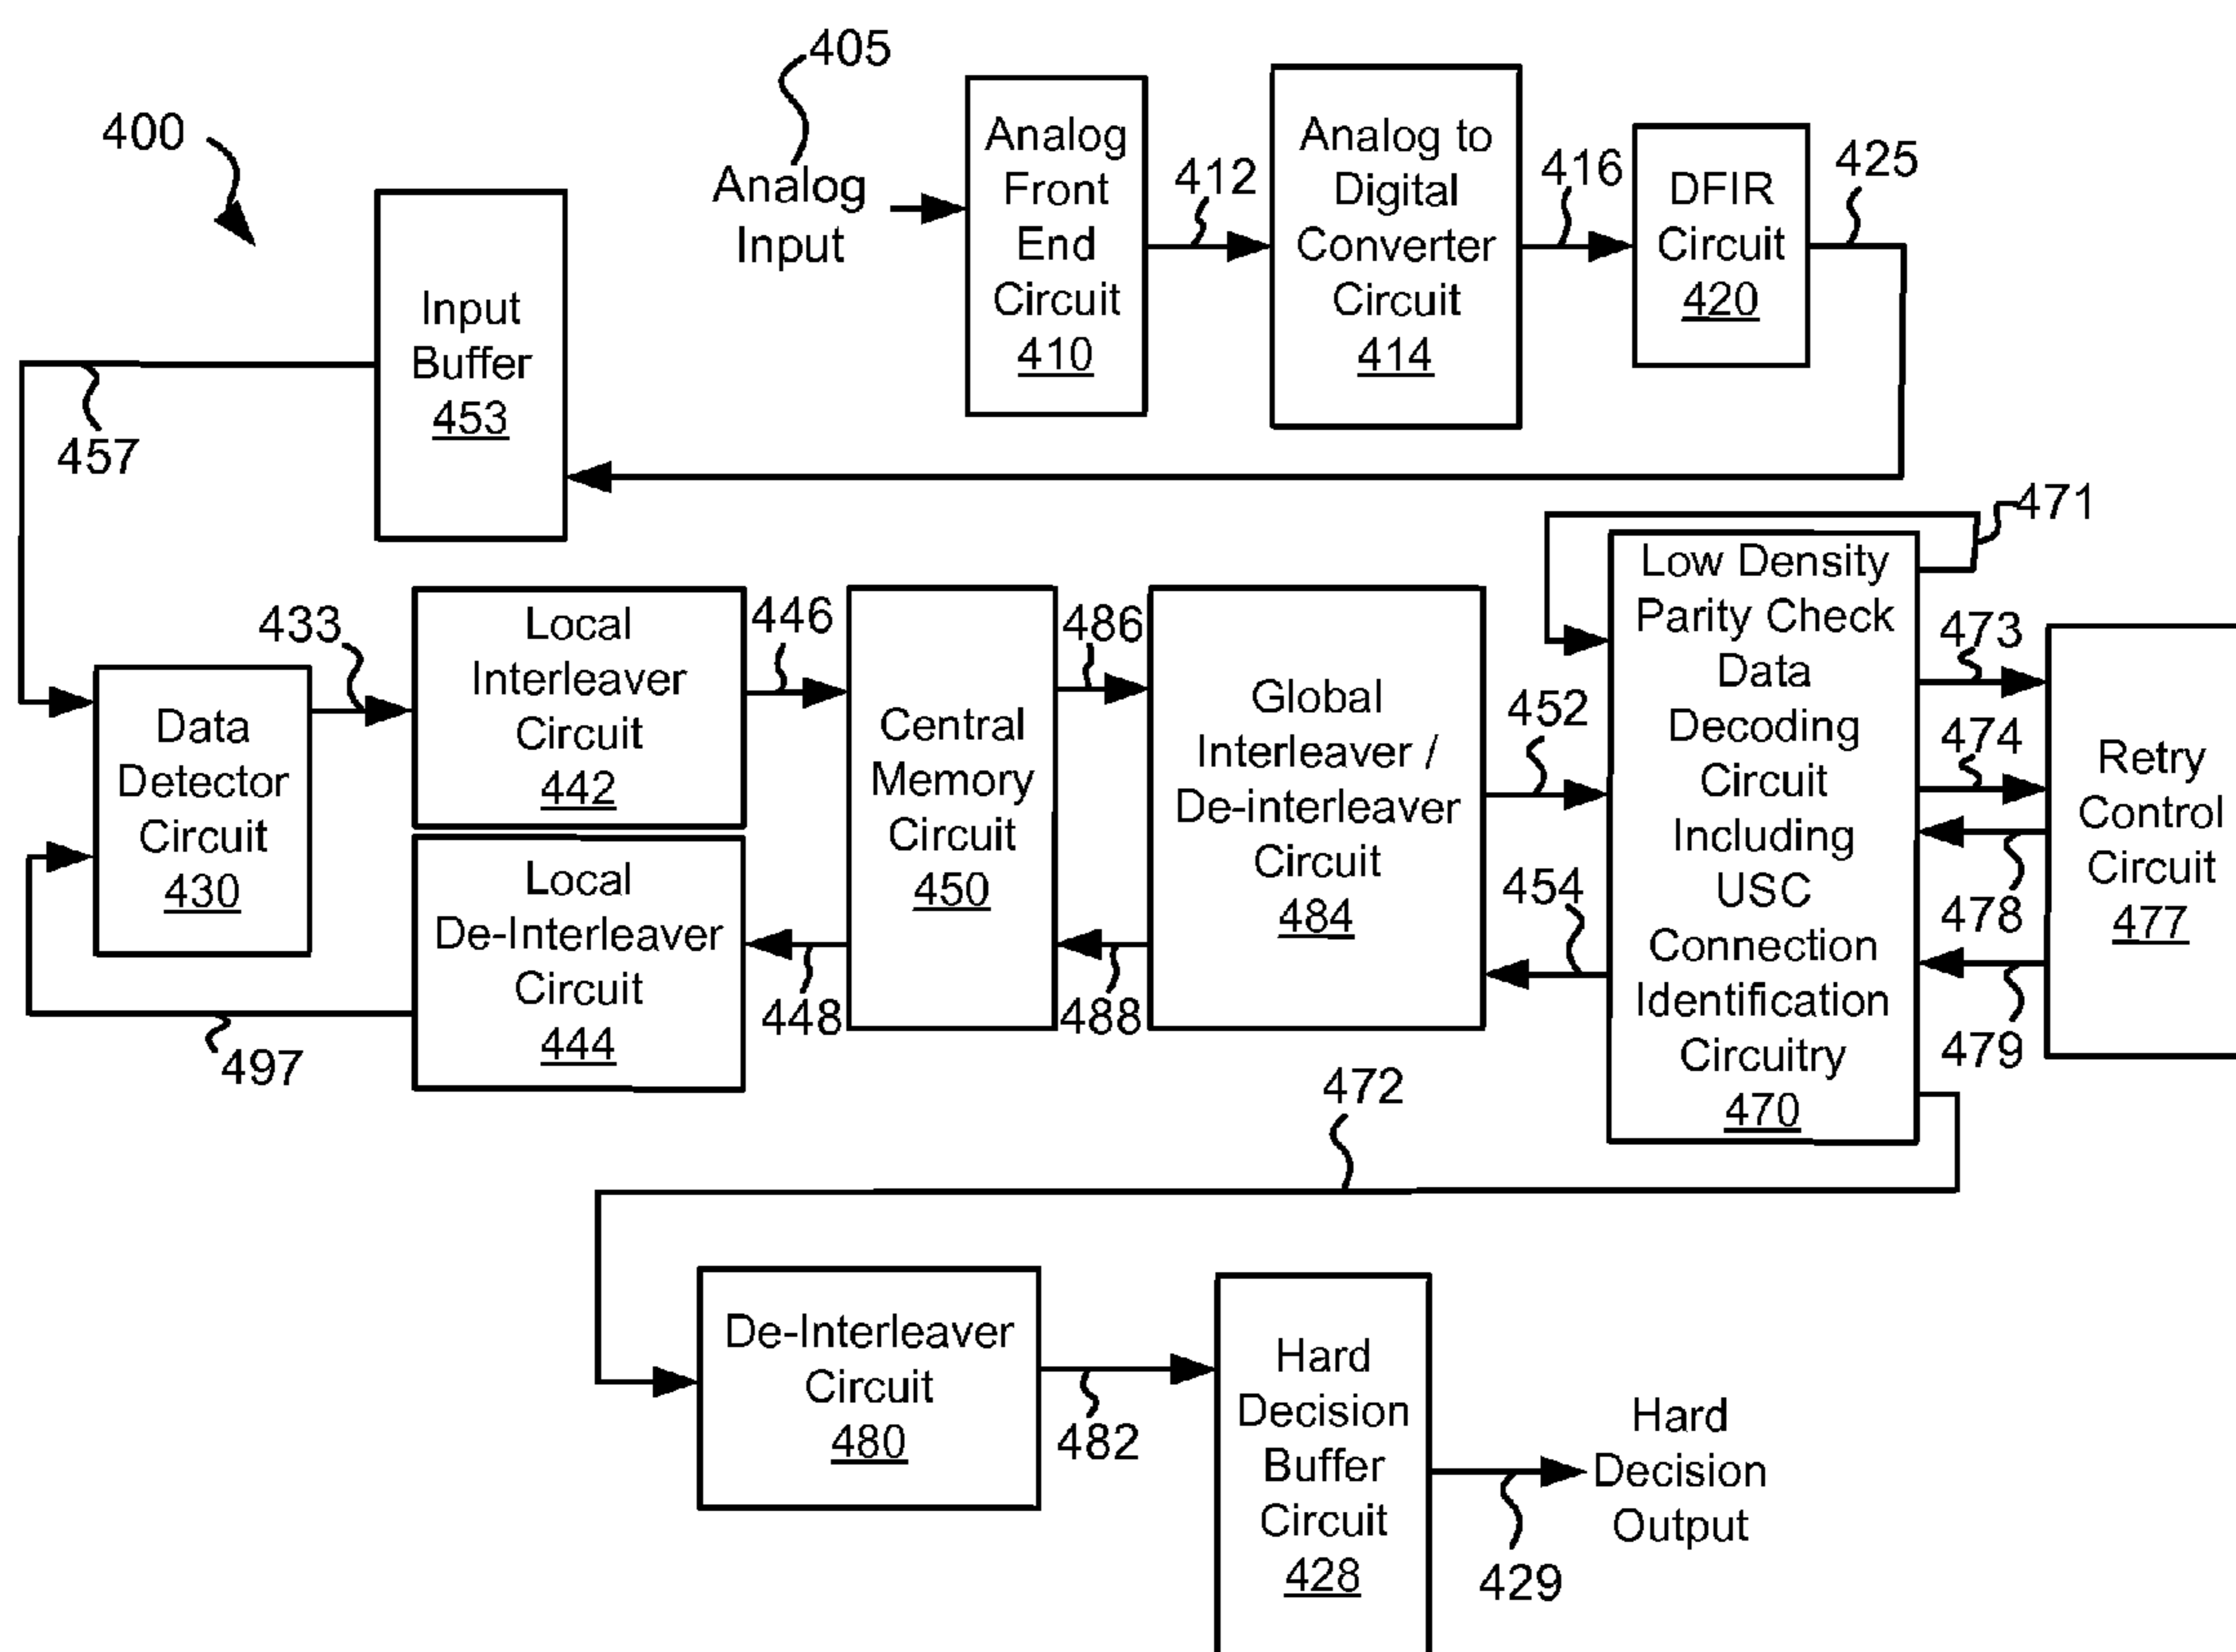 400
405
Analog
Input
Analog
Front
End
Circuit
410
412
Analog to
Digital
Converter
Circuit
414
416
DFIR
Circuit
420
425
Input
Buffer
453
457
471
Data
Detector
Circuit
430
433
Local
Interleaver
Circuit
442
446
Local
De-Interleaver
Circuit
444
448
497
Central
Memory
Circuit
450
486
488
Global
Interleaver /
De-interleaver
Circuit
484
452
454
Low Density
Parity Check
Data
Decoding
Circuit
Including
USC
Connection
Identification
Circuitry
470
473
474
478
479
Retry
Control
Circuit
477
472
De-Interleaver
Circuit
480
482
Hard
Decision
Buffer
Circuit
428
429
Hard
Decision
Output